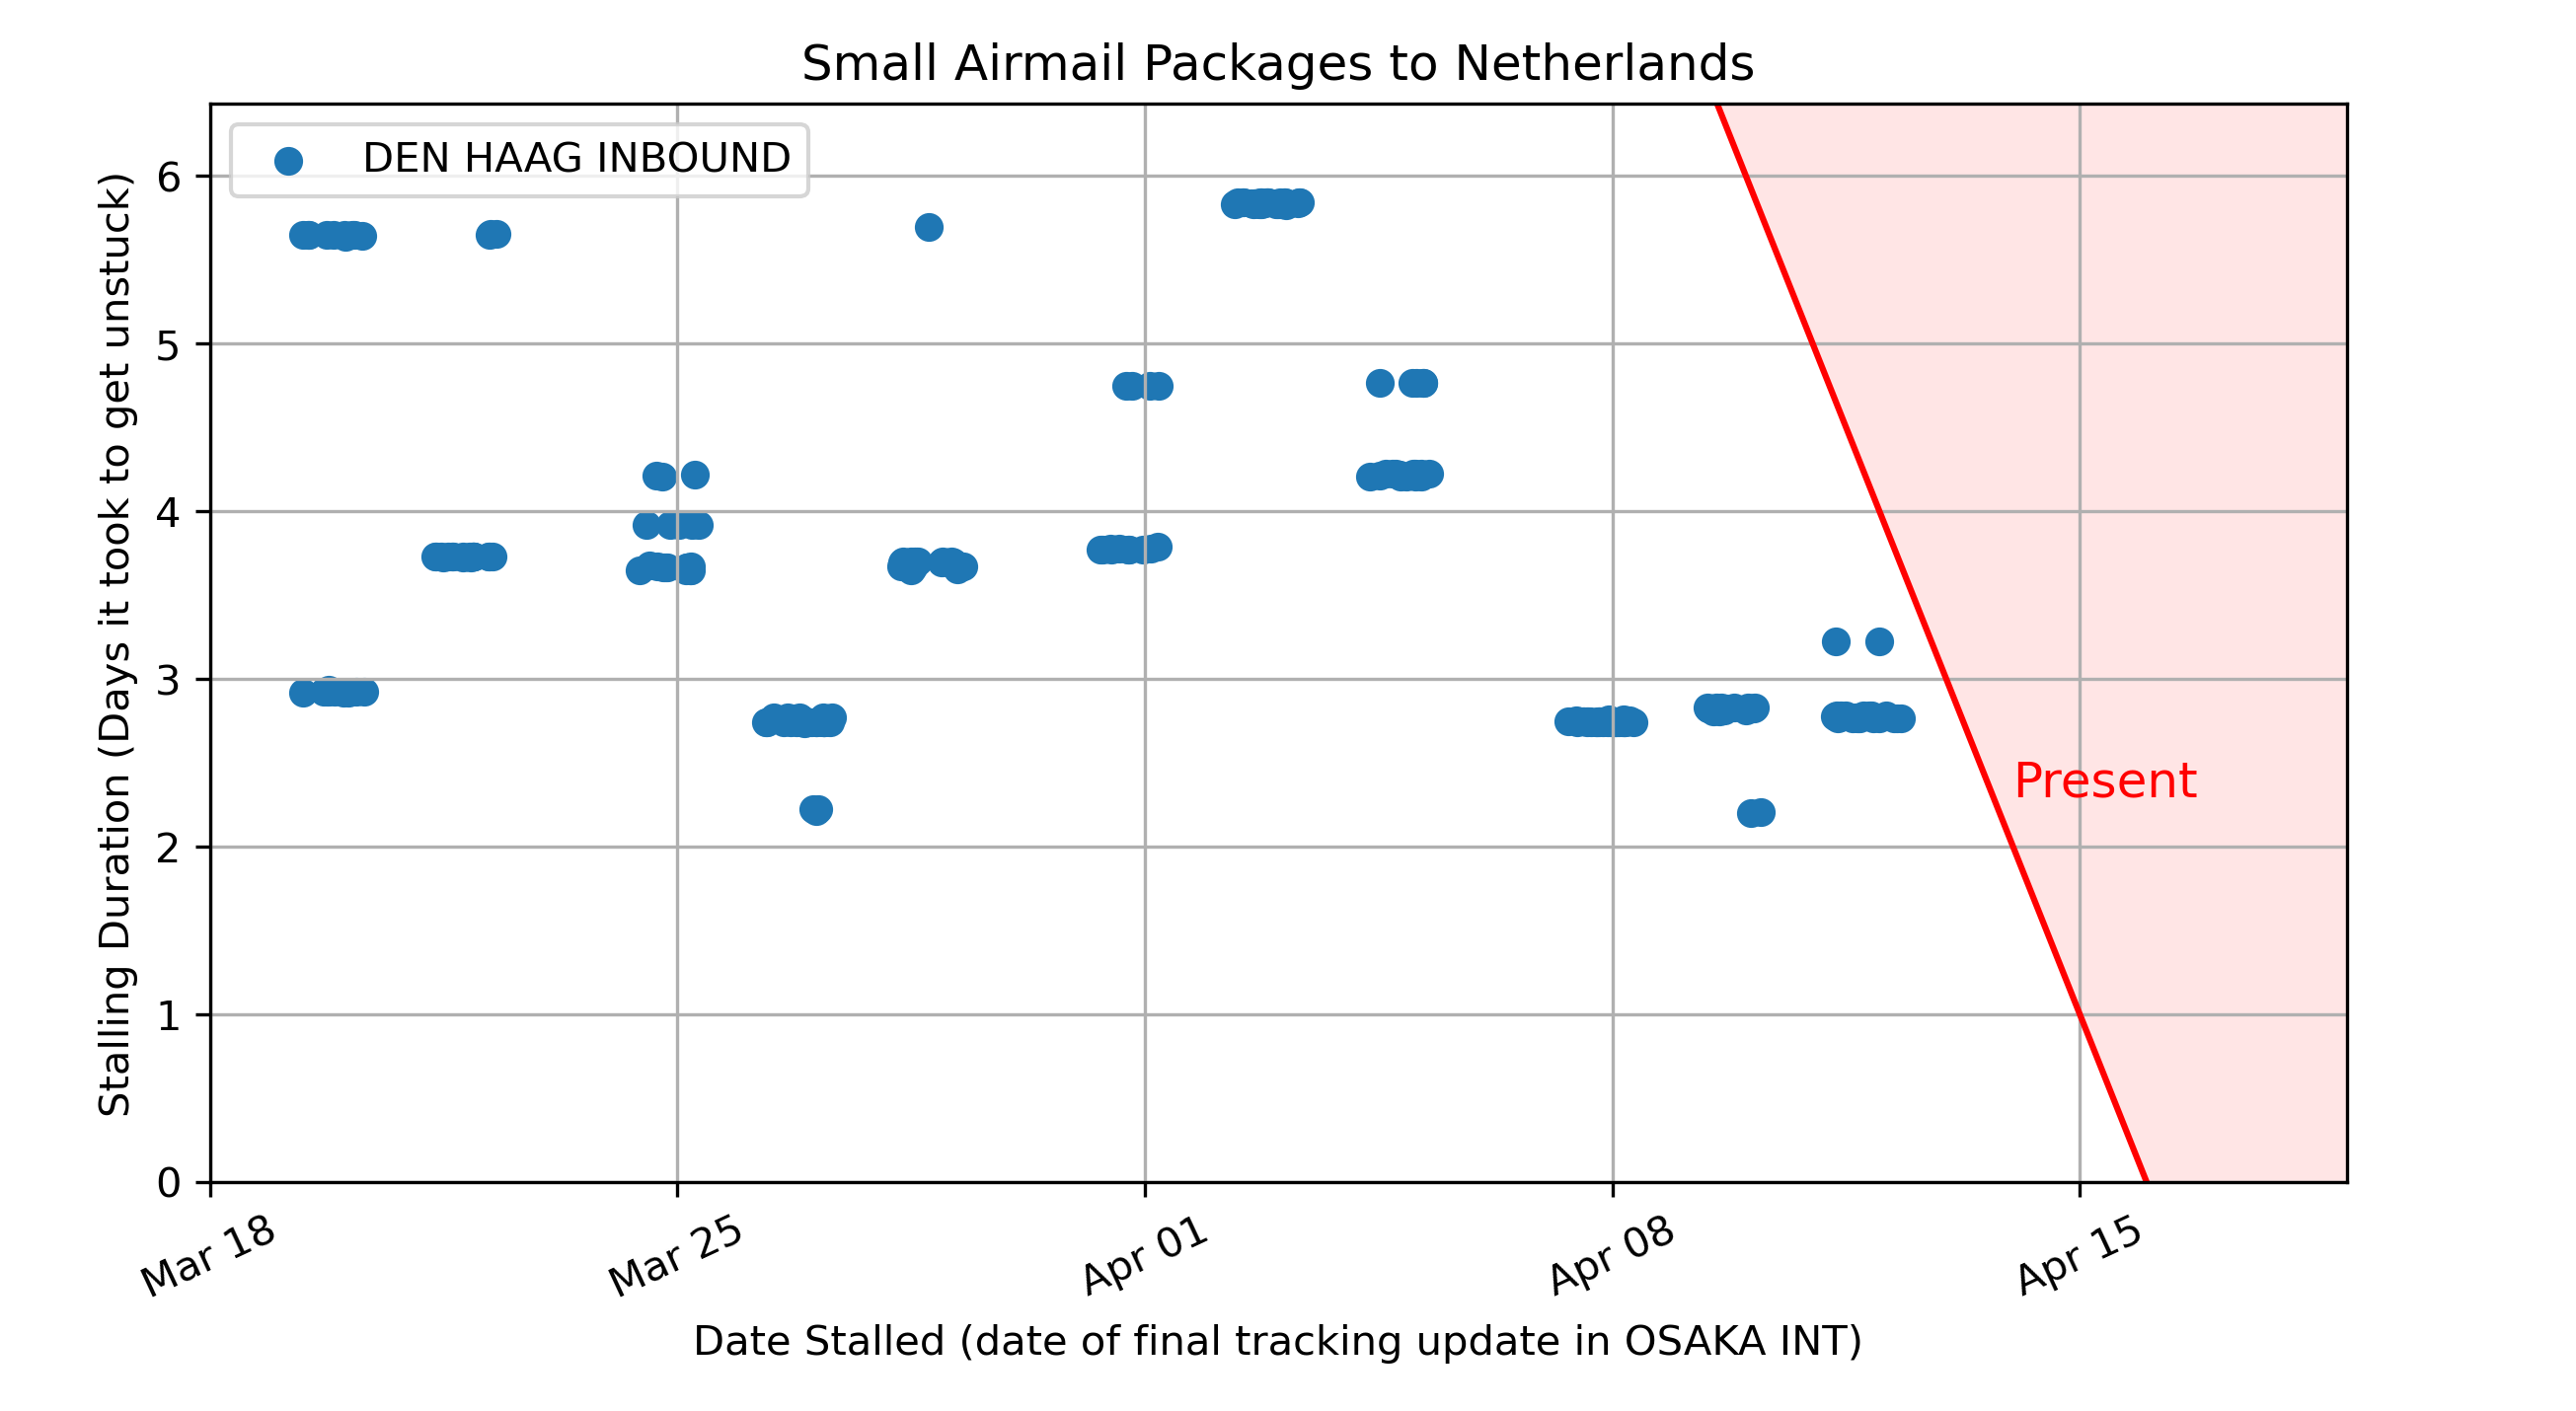 Small Airmail Packages to Netherlands
DEN HAAG INBOUND
Stalling Duration (Days it took to get unstuck)
6
5
4
3
2
1
0
Present
Mar 18
Mar 25
Apr 01
Apr 08
Apr 15
Date Stalled (date of final tracking update in OSAKA INT)